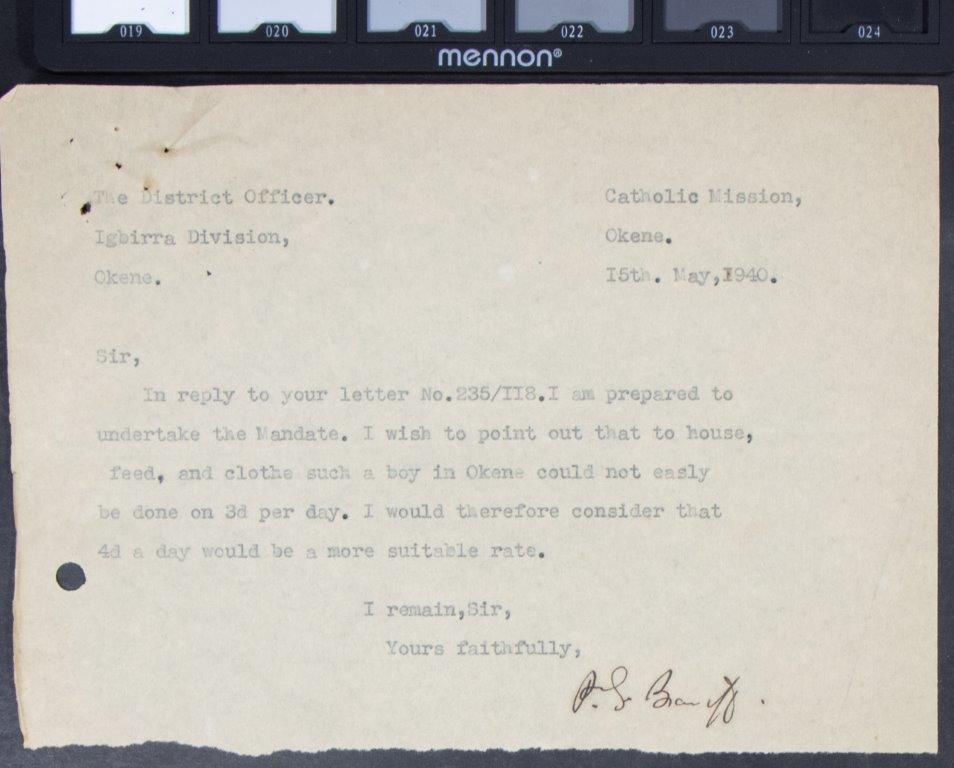 019 020 021 022 023 024
mennon®
The District Officer.
Igbirra Division,
Okene.
Catholic Mission,
Okene.
I5th. May,I940.
Sir,
In reply to your letter No.235/II8.I am prepared to
undertake the Mandate. I wish to point out that to house,
feed, and clothe such a boy in Okene could not easly
be done on 3d per day. I would therefore consider that
4d a day would be a more suitable rate.
I remain,Sir,
Yours faithfully,